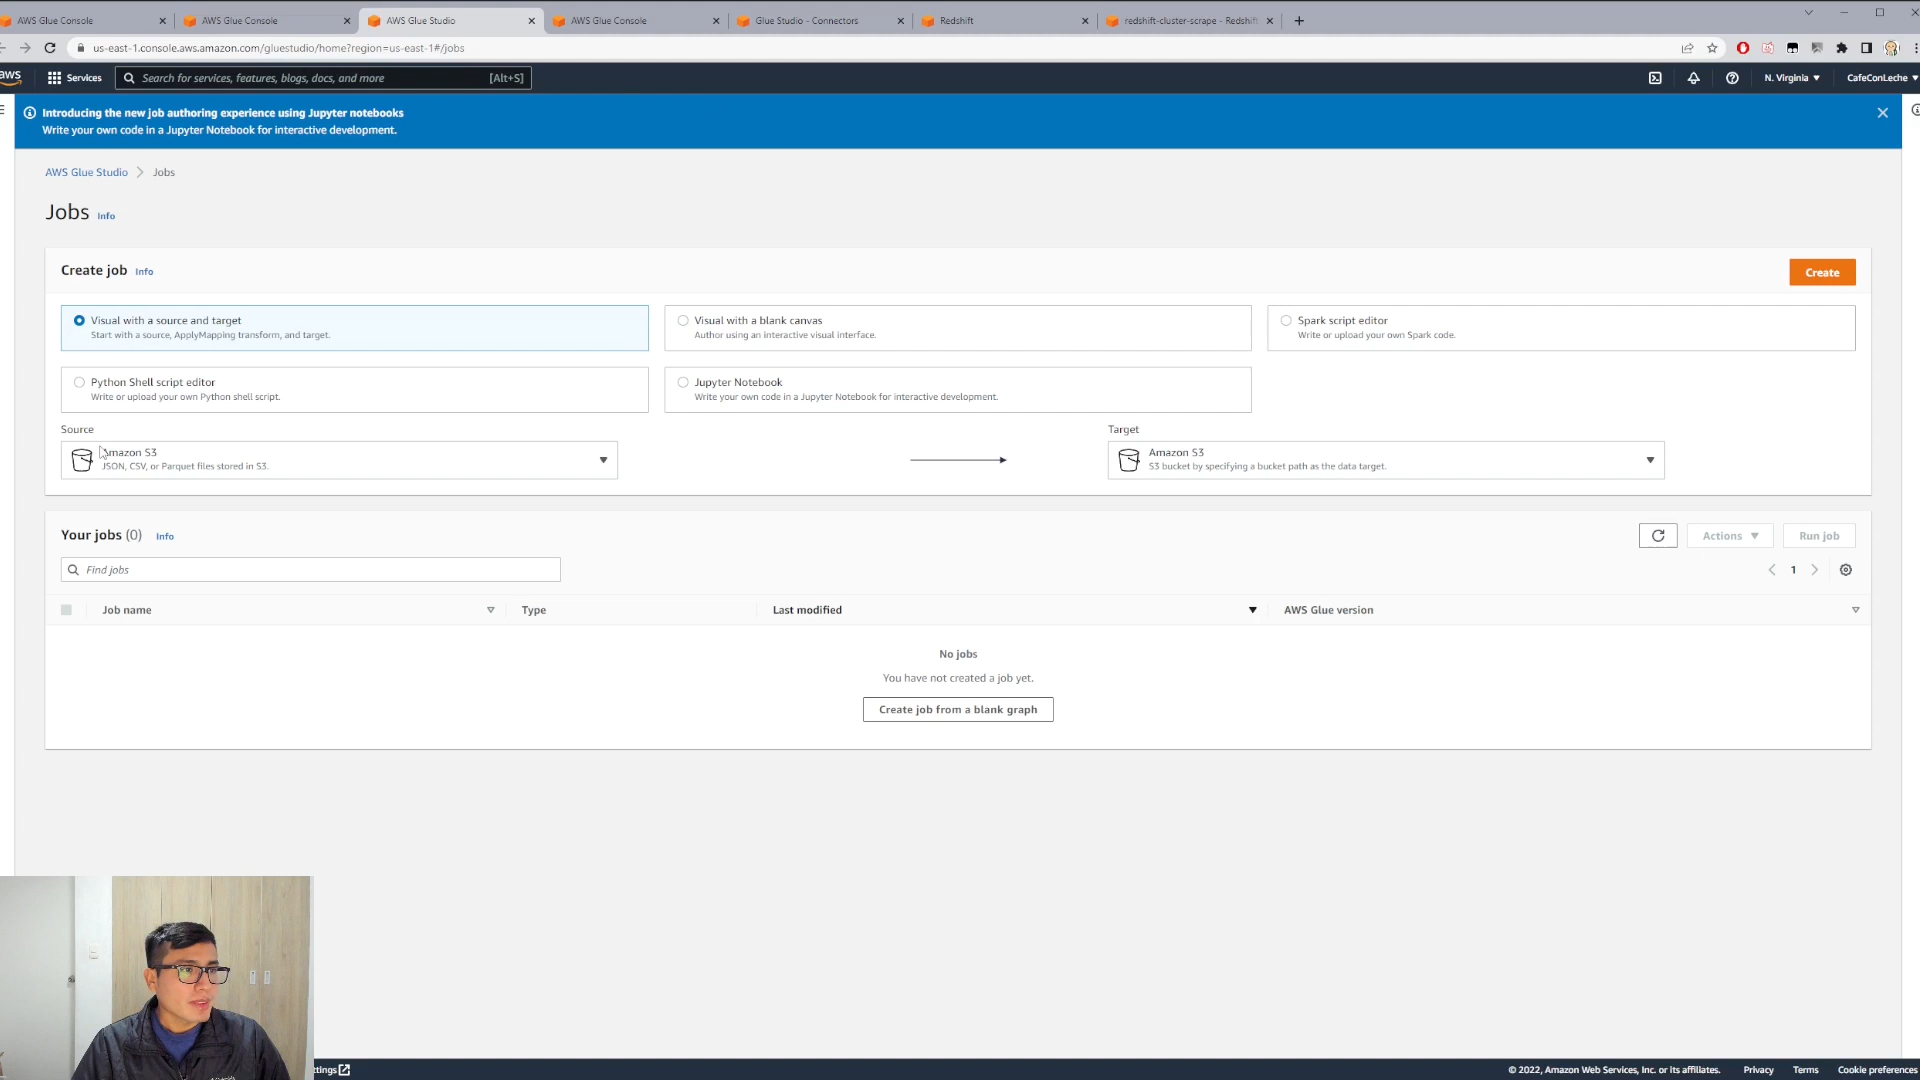 AWS Glue Console
AWS Glue Console
AWS Glue Studio
AWS Glue Console
Glue Studio - Connectors
Redshift
redshift-cluster-scrape - Redshift
us-east-1.console.aws.amazon.com/gluestudio/home?region=us-east-1#/jobs
aws
Services
Search for services, features, blogs, docs, and more
[Alt+S]
N. Virginia
CafeConLeche
Introducing the new job authoring experience using Jupyter notebooks
Write your own code in a Jupyter Notebook for interactive development.
AWS Glue Studio
Jobs
Jobs
Info
Create job
Info
Create
Visual with a source and target
Start with a source, ApplyMapping transform, and target.
Visual with a blank canvas
Author using an interactive visual interface.
Spark script editor
Write or upload your own Spark code.
Python Shell script editor
Write or upload your own Python shell script.
Jupyter Notebook
Write your own code in a Jupyter Notebook for interactive development.
Source
Amazon S3
JSON, CSV, or Parquet files stored in S3.
Target
Amazon S3
S3 bucket by specifying a bucket path as the data target.
Your jobs (0)
Info
Actions
Run job
Find jobs
1
Job name
Type
Last modified
AWS Glue version
No jobs
You have not created a job yet.
Create job from a blank graph
ttings
© 2022, Amazon Web Services, Inc. or its affiliates.
Privacy
Terms
Cookie preferences